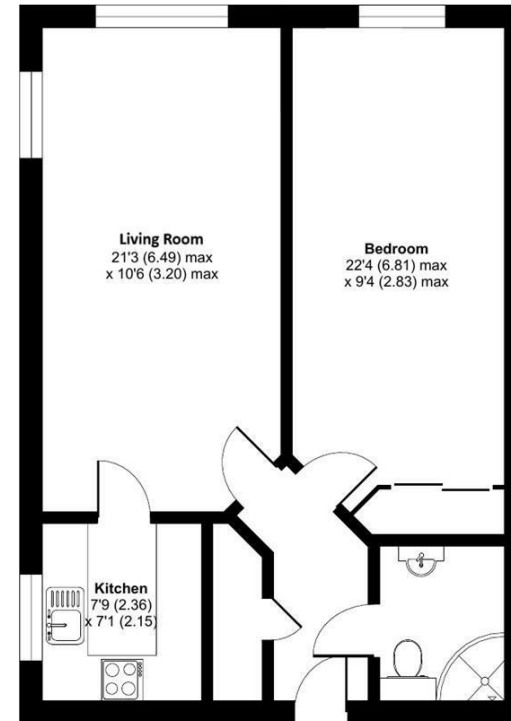 Living Room
21'3 (6.49) max
x 10'6 (3.20) max
Bedroom
22'4 (6.81) max
x 9'4 (2.83) max
Kitchen
7'9 (2.36)
x 7'1 (2.15)